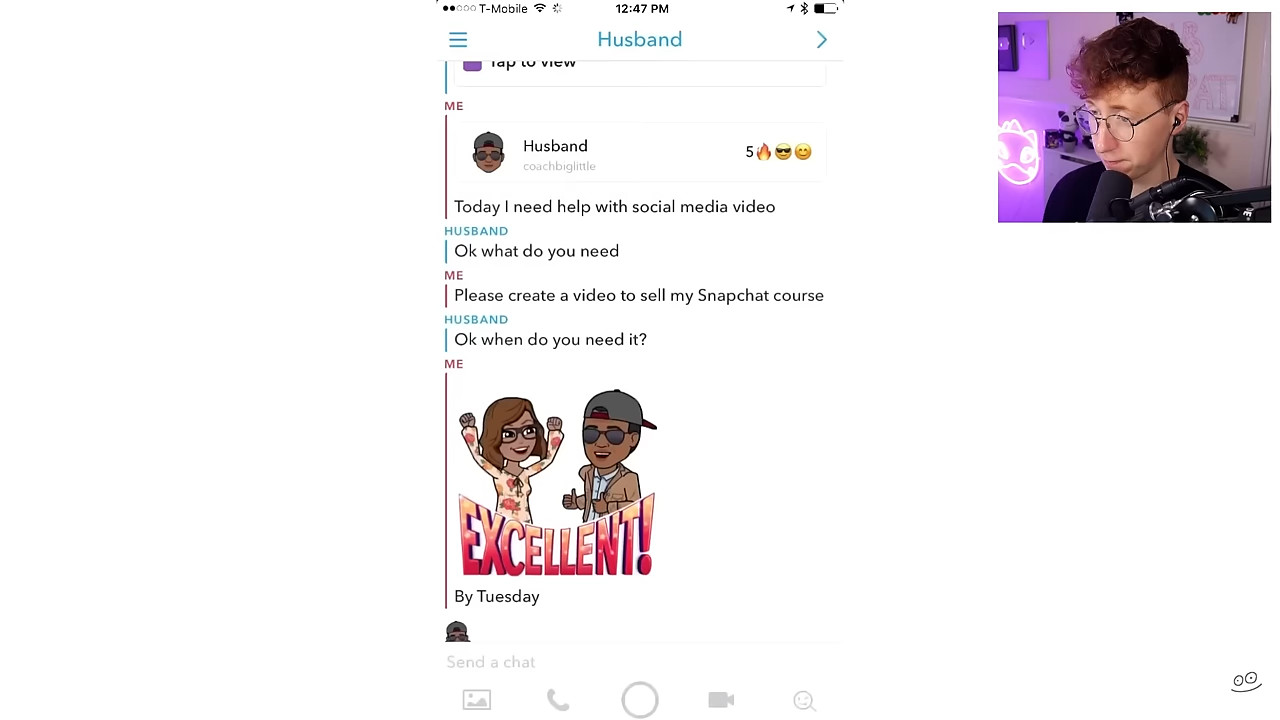 T-Mobile 12:47 PM
Husband
Tap to view
ME
Husband 5
coachbiglittle
Today I need help with social media video
HUSBAND
Ok what do you need
ME
Please create a video to sell my Snapchat course
HUSBAND
Ok when do you need it?
ME
EXCELLENT!
By Tuesday
Send a chat